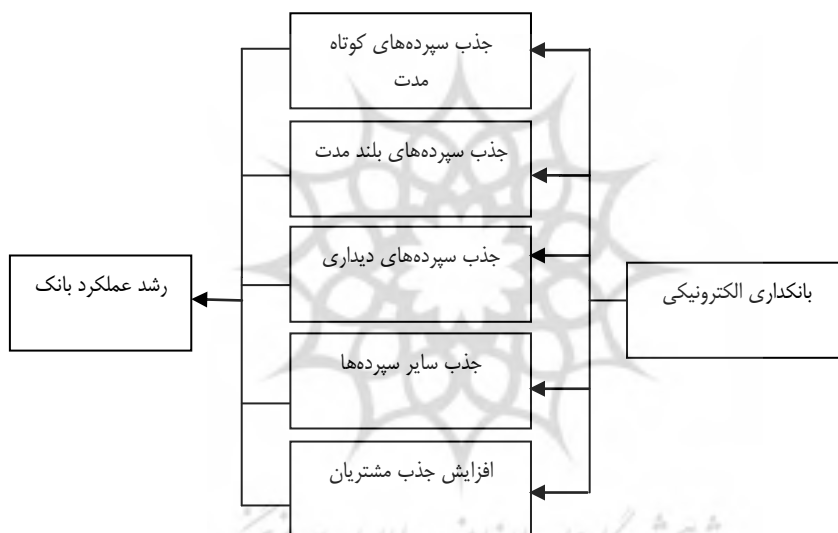 جذب سپرده‌های کوتاه
مدت
جذب سپرده‌های بلند مدت
جذب سپرده‌های دیداری
بانکداری الکترونیکی
رشد عملکرد بانک
جذب سایر سپرده‌ها
افزایش جذب مشتریان